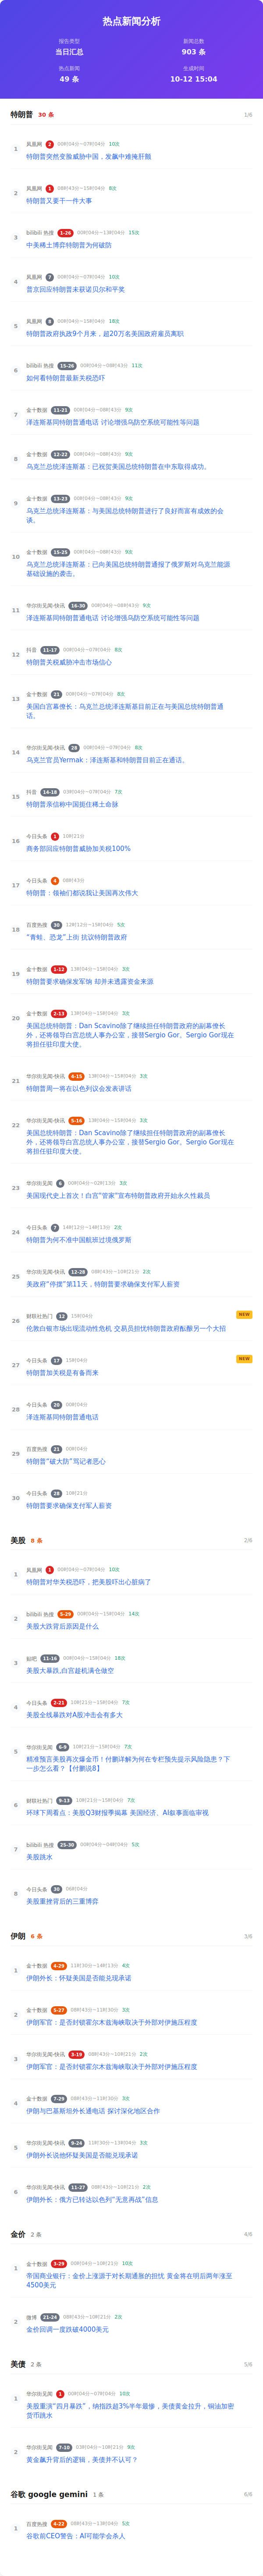 热点新闻分析
报告类型
当日汇总
新闻总数
903 条
热点新闻
49 条
生成时间
10-12 15:04
特朗普 30 条 1/6
1 凤凰网 2 00时04分~07时04分 10次
特朗普突然变脸威胁中国，发飙中难掩肝颤
2 凤凰网 1 08时43分~15时04分 8次
特朗普又要干一件大事
3 bilibili 热搜 1-26 00时04分~13时04分 15次
中美稀土博弈特朗普为何破防
4 凤凰网 7 00时04分~07时04分 10次
普京回应特朗普未获诺贝尔和平奖
5 凤凰网 9 00时04分~15时04分 18次
特朗普政府执政9个月来，超20万名美国政府雇员离职
6 bilibili 热搜 15-26 00时04分~08时43分 11次
如何看特朗普最新关税恐吓
7 金十数据 11-21 00时04分~08时43分 9次
泽连斯基同特朗普通电话 讨论增强乌防空系统可能性等问题
8 金十数据 12-22 00时04分~08时43分 9次
乌克兰总统泽连斯基：已祝贺美国总统特朗普在中东取得成功。
9 金十数据 13-23 00时04分~08时43分 9次
乌克兰总统泽连斯基：与美国总统特朗普进行了良好而富有成效的会
谈。
10 金十数据 15-25 00时04分~08时43分 9次
乌克兰总统泽连斯基：已向美国总统特朗普通报了俄罗斯对乌克兰能源
基础设施的袭击。
11 华尔街见闻-快讯 16-30 00时04分~08时43分 9次
泽连斯基同特朗普通电话 讨论增强乌防空系统可能性等问题
12 抖音 11-17 00时04分~07时04分 8次
特朗普关税威胁冲击市场信心
13 金十数据 21 00时04分~07时04分 8次
美国白宫幕僚长：乌克兰总统泽连斯基目前正在与美国总统特朗普通
话。
14 华尔街见闻-快讯 28 00时04分~07时04分 8次
乌克兰官员Yermak：泽连斯基和特朗普目前正在通话。
15 抖音 14-18 03时04分~07时04分 7次
特朗普亲信称中国扼住稀土命脉
16 今日头条 1 10时21分
商务部回应特朗普威胁加关税100%
17 今日头条 4 08时43分
特朗普：领袖们都说我让美国再次伟大
18 百度热搜 30 12时12分~15时04分 5次
“青蛙、恐龙”上街 抗议特朗普政府
19 金十数据 1-12 13时04分~15时04分 3次
特朗普要求确保发军饷 却并未透露资金来源
20 金十数据 2-13 13时04分~15时04分 3次
美国总统特朗普：Dan Scavino除了继续担任特朗普政府的副幕僚长
外，还将领导白宫总统人事办公室，接替Sergio Gor。Sergio Gor现在
将担任驻印度大使。
21 华尔街见闻-快讯 4-15 13时04分~15时04分 3次
特朗普周一将在以色列议会发表讲话
22 华尔街见闻-快讯 5-16 13时04分~15时04分 3次
美国总统特朗普：Dan Scavino除了继续担任特朗普政府的副幕僚长
外，还将领导白宫总统人事办公室，接替Sergio Gor。Sergio Gor现在
将担任驻印度大使。
23 华尔街见闻 6 00时04分~02时13分 3次
美国现代史上首次！白宫“管家”宣布特朗普政府开始永久性裁员
24 今日头条 7 14时12分~14时13分 2次
特朗普为何不准中国航班过境俄罗斯
25 华尔街见闻-快讯 12-28 08时43分~10时21分 2次
美政府“停摆”第11天，特朗普要求确保支付军人薪资
26 财联社热门 12 15时04分 NEW
伦敦白银市场出现流动性危机 交易员担忧特朗普政府酝酿另一个大招
27 今日头条 17 15时04分 NEW
特朗普加关税是有备而来
28 今日头条 20 00时04分
泽连斯基同特朗普通电话
29 百度热搜 21 00时04分
特朗普“破大防”骂记者恶心
30 今日头条 28 10时21分
特朗普要求确保支付军人薪资
美股 8 条 2/6
1 凤凰网 1 00时04分~07时04分 10次
特朗普对华关税恐吓，把美股吓出心脏病了
2 bilibili 热搜 5-29 00时04分~15时04分 14次
美股大跌背后原因是什么
3 贴吧 11-16 00时04分~15时04分 18次
美股大暴跌,白宫趁机满仓做空
4 今日头条 2-21 10时21分~15时04分 7次
美股全线暴跌对A股冲击会有多大
5 华尔街见闻 6-9 10时21分~15时04分 7次
精准预言美股再次爆金币！付鹏详解为何在专栏预先提示风险隐患？下
一步怎么看？【付鹏说8】
6 财联社热门 9-13 10时21分~15时04分 7次
环球下周看点：美股Q3财报季揭幕 美国经济、AI叙事面临审视
7 bilibili 热搜 25-30 00时04分~04时04分 5次
美股跳水
8 今日头条 30 06时04分
美股重挫背后的三重博弈
伊朗 6 条 3/6
1 金十数据 4-29 11时30分~14时13分 4次
伊朗外长：怀疑美国是否能兑现承诺
2 金十数据 5-27 08时43分~11时30分 3次
伊朗军官：是否封锁霍尔木兹海峡取决于外部对伊施压程度
3 华尔街见闻-快讯 3-19 08时43分~10时21分 2次
伊朗军官：是否封锁霍尔木兹海峡取决于外部对伊施压程度
4 金十数据 7-29 08时43分~11时30分 3次
伊朗与巴基斯坦外长通电话 探讨深化地区合作
5 华尔街见闻-快讯 9-24 11时30分~13时04分 3次
伊朗外长说他怀疑美国是否能兑现承诺
6 华尔街见闻-快讯 11-27 08时43分~10时21分 2次
伊朗外长：俄方已转达以色列“无意再战”信息
金价 2 条 4/6
1 金十数据 3-29 00时04分~10时21分 10次
帝国商业银行：金价上涨源于对长期通胀的担忧 黄金将在明后两年涨至
4500美元
2 微博 21-24 08时43分~10时21分 2次
金价回调一度跌破4000美元
美债 2 条 5/6
1 华尔街见闻 1 00时04分~07时04分 10次
美股重演“四月暴跌”，纳指跌超3%半年最惨，美债黄金拉升，铜油加密
货币跳水
2 华尔街见闻 7-10 03时04分~10时21分 9次
黄金飙升背后的逻辑，美债并不认可？
谷歌 google gemini 1 条 6/6
1 百度热搜 4-22 08时43分~13时04分 5次
谷歌前CEO警告：AI可能学会杀人